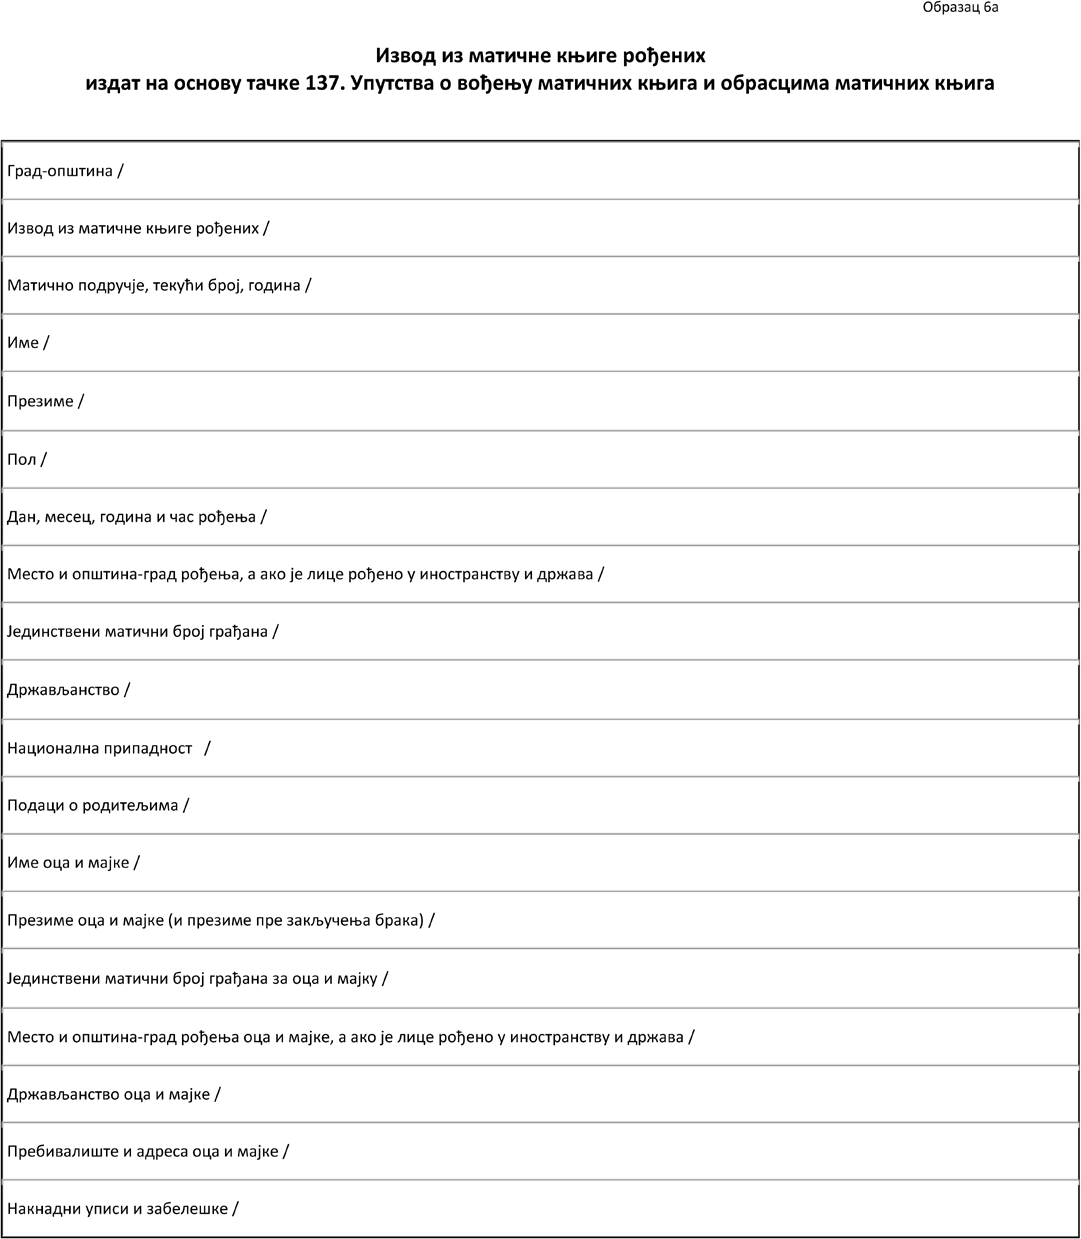 Образац 6а
Извод из матичне књиге рођених
издат на основу тачке 137. Упутства о вођењу матичних књига и обрасцима матичних књига
Град-општина /
Извод из матичне књиге рођених /
Матично подручје, текући број, година /
Име /
Презиме /
Пол /
Дан, месец, година и час рођења /
Место и општина-град рођења, а ако је лице рођено у иностранству и држава /
Јединствени матични број грађана /
Држављанство /
Национална припадност /
Подаци о родитељима /
Име оца и мајке /
Презиме оца и мајке (и презиме пре закључења брака) /
Јединствени матични број грађана за оца и мајку /
Место и општина-град рођења оца и мајке, а ако је лице рођено у иностранству и држава /
Држављанство оца и мајке /
Пребивалиште и адреса оца и мајке /
Накнадни уписи и забелешке /